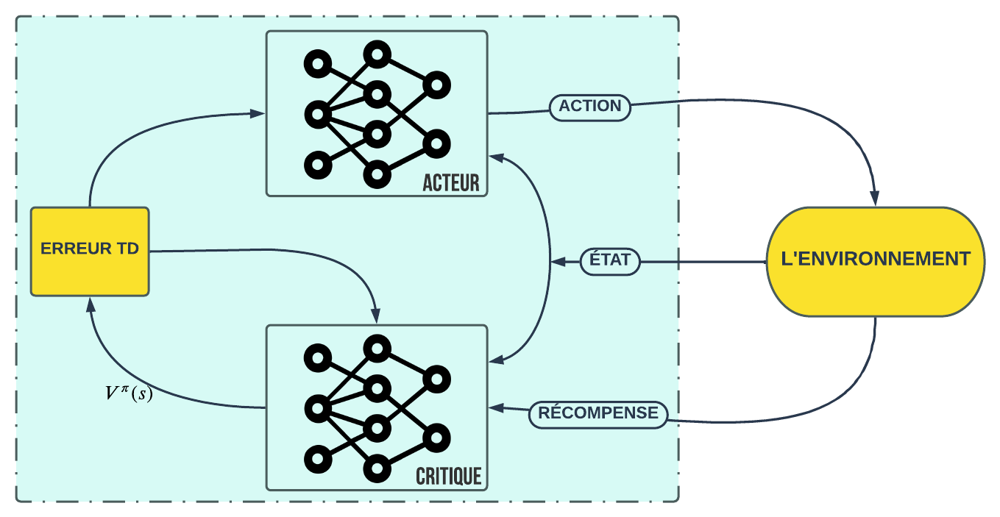 ACTION
ACTEUR
ERREUR TD
ÉTAT
L'ENVIRONNEMENT
V^π(s)
RÉCOMPENSE
CRITIQUE